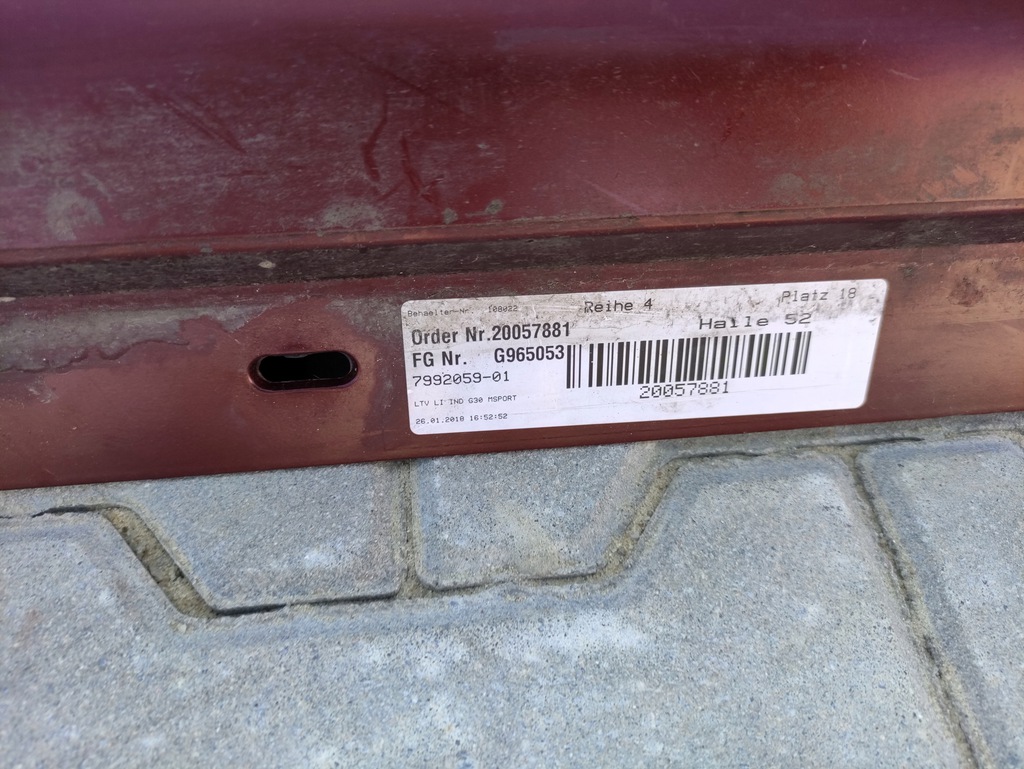 Behaelter-Nr. 108022 Reihe 4 Platz 18
Order Nr.20057881 Halle 52
FG Nr. G965053
7992059-01 20057881
LTV LI IND G30 MSPORT
26.01.2018 16:52:52